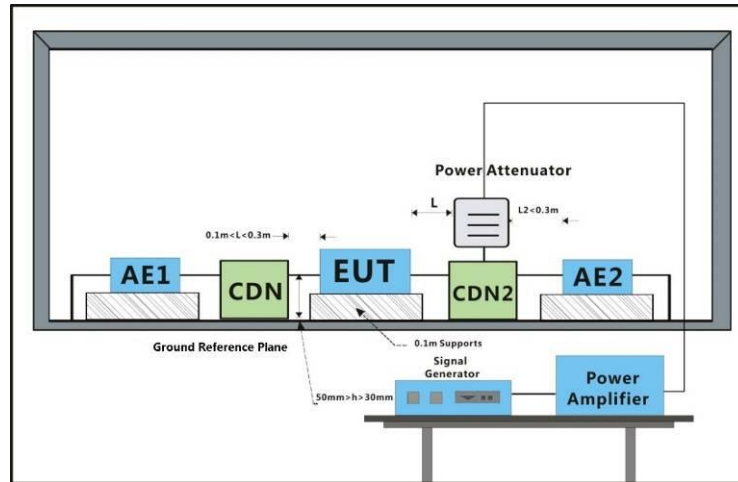 Power Attenuator
L
L2<0.3m
0.1m<L<0.3m
AE1
CDN
EUT
CDN2
AE2
Ground Reference Plane
0.1m Supports
Signal
Generator
50mm>h>30mm
Power
Amplifier